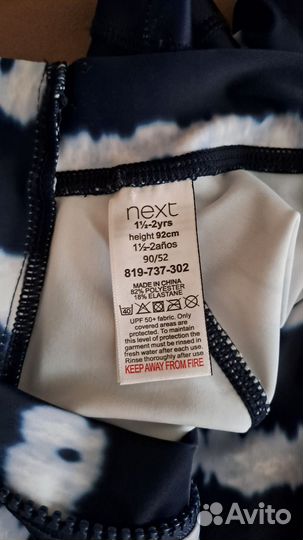 next
1½-2yrs
height 92cm
1½-2años
90/52
819-737-302
MADE IN CHINA
82% POLYESTER
18% ELASTANE
40
UPF 50+ fabric. Only
covered areas are
protected. To maintain
this level of protection the
garment must be rinsed in
fresh water after each use.
Rinse thoroughly after use
KEEP AWAY FROM FIRE
Avito